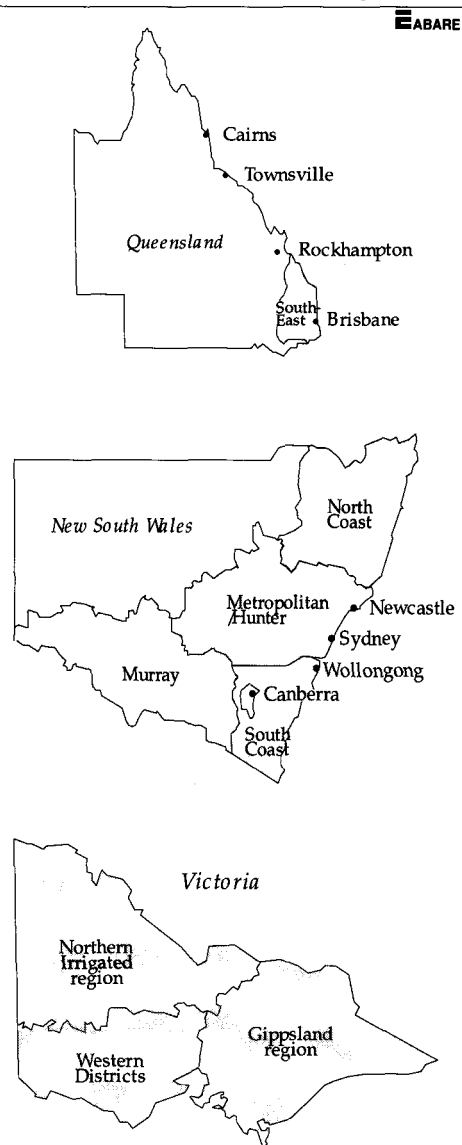 ABARE
Cairns
Townsville
Queensland
Rockhampton
South-
East
Brisbane
New South Wales
North
Coast
Metropolitan
/Hunter
Newcastle
Sydney
Murray
Wollongong
Canberra
South
Coast
Victoria
Northern
Irrigated
region
Gippsland
region
Western
Districts